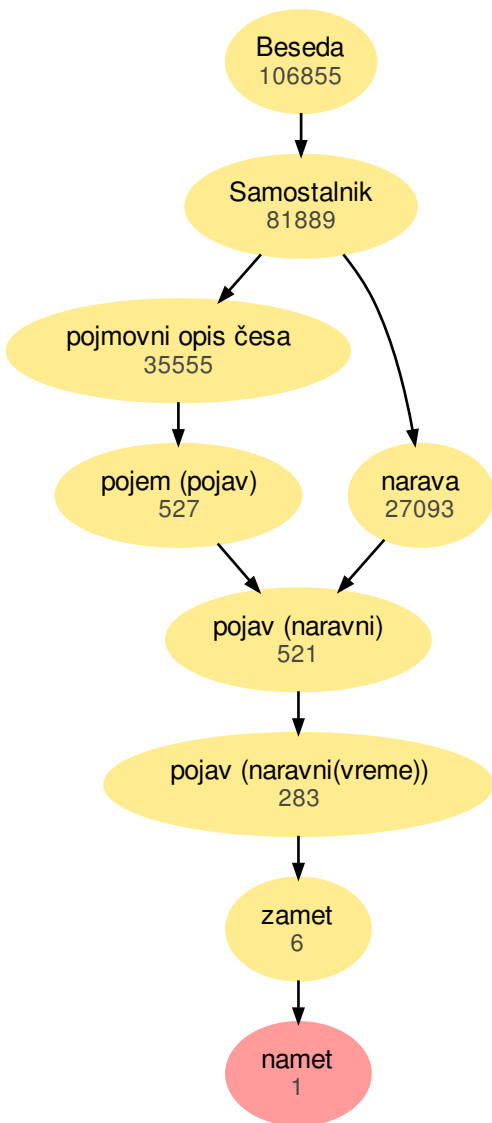 Beseda
106855
Samostalnik
81889
pojmovni opis česa
35555
pojem (pojav)
527
narava
27093
pojav (naravni)
521
pojav (naravni(vreme))
283
zamet
6
namet
1